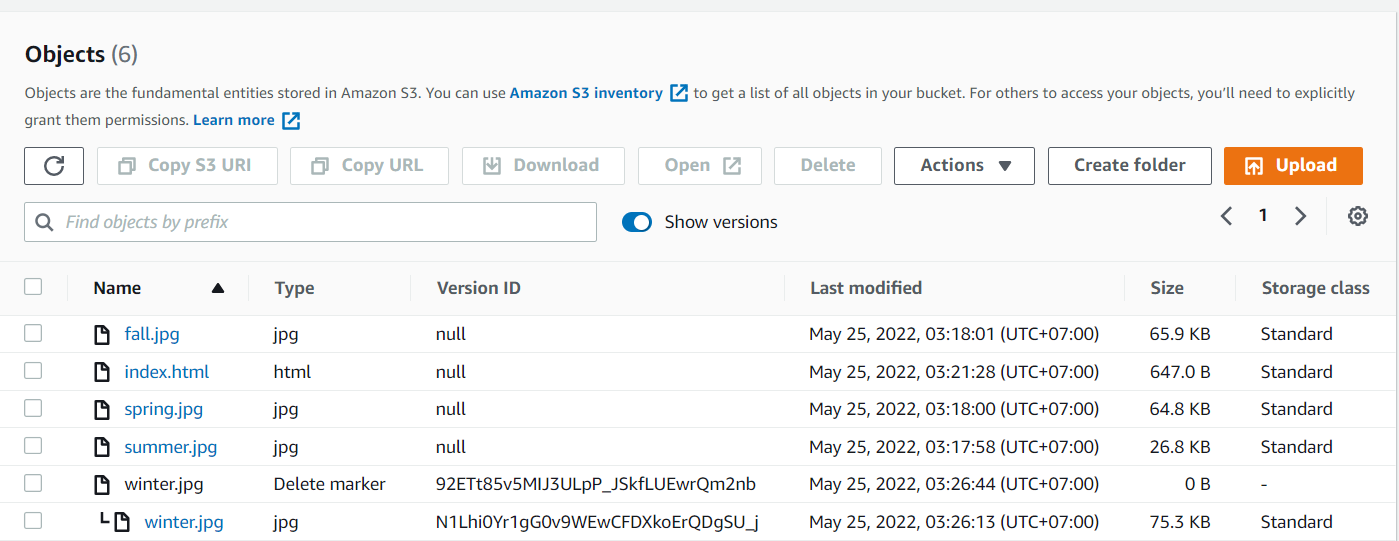 Objects (6)
Objects are the fundamental entities stored in Amazon S3. You can use Amazon S3 inventory to get a list of all objects in your bucket. For others to access your objects, you'll need to explicitly
grant them permissions. Learn more
Copy S3 URI Copy URL Download Open Delete Actions Create folder Upload
Find objects by prefix Show versions 1
Name Type Version ID Last modified Size Storage class
fall.jpg jpg null May 25, 2022, 03:18:01 (UTC+07:00) 65.9 KB Standard
index.html html null May 25, 2022, 03:21:28 (UTC+07:00) 647.0 B Standard
spring.jpg jpg null May 25, 2022, 03:18:00 (UTC+07:00) 64.8 KB Standard
summer.jpg jpg null May 25, 2022, 03:17:58 (UTC+07:00) 26.8 KB Standard
winter.jpg Delete marker 92ETt85v5MIJ3ULpP_JSkfLUEwrQm2nb May 25, 2022, 03:26:44 (UTC+07:00) 0 B -
winter.jpg jpg N1Lhi0Yr1gG0v9WEwCFDXkoErQDgSU_j May 25, 2022, 03:26:13 (UTC+07:00) 75.3 KB Standard